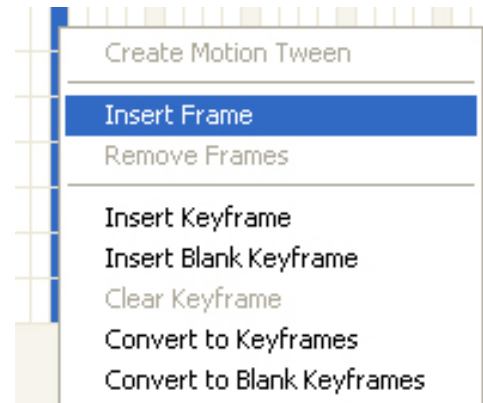 Create Motion Tween
Insert Frame
Remove Frames
Insert Keyframe
Insert Blank Keyframe
Clear Keyframe
Convert to Keyframes
Convert to Blank Keyframes